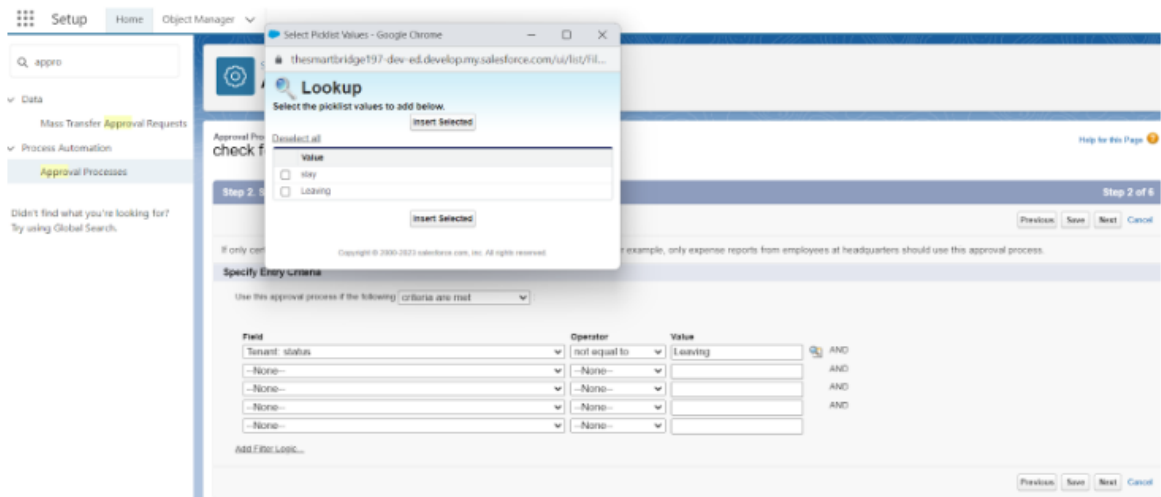 Setup Home Object Manager
appro
Data
Mass Transfer Approval Requests
Process Automation
Approval Processes
Didn't find what you're looking for?
Try using Global Search.
Select Picklist Values - Google Chrome
thesmartbridge197-dev-ed.develop.my.salesforce.com/ui/list/Fil...
Lookup
Select the picklist values to add below.
Insert Selected
Deselect all
Value
stay
Leaving
Insert Selected
Copyright © 2000-2023 salesforce.com, inc. All rights reserved.
Approval Pro
check f
Help for this Page
Step 2. S
Step 2 of 6
Previous Save Next Cancel
If only cer
r example, only expense reports from employees at headquarters should use this approval process.
Specify Entry Criteria
Use this approval process if the following criteria are met
Field Operator Value
Tenant: status not equal to Leaving AND
--None-- --None-- AND
--None-- --None-- AND
--None-- --None-- AND
--None-- --None--
Add Filter Logic...
Previous Save Next Cancel